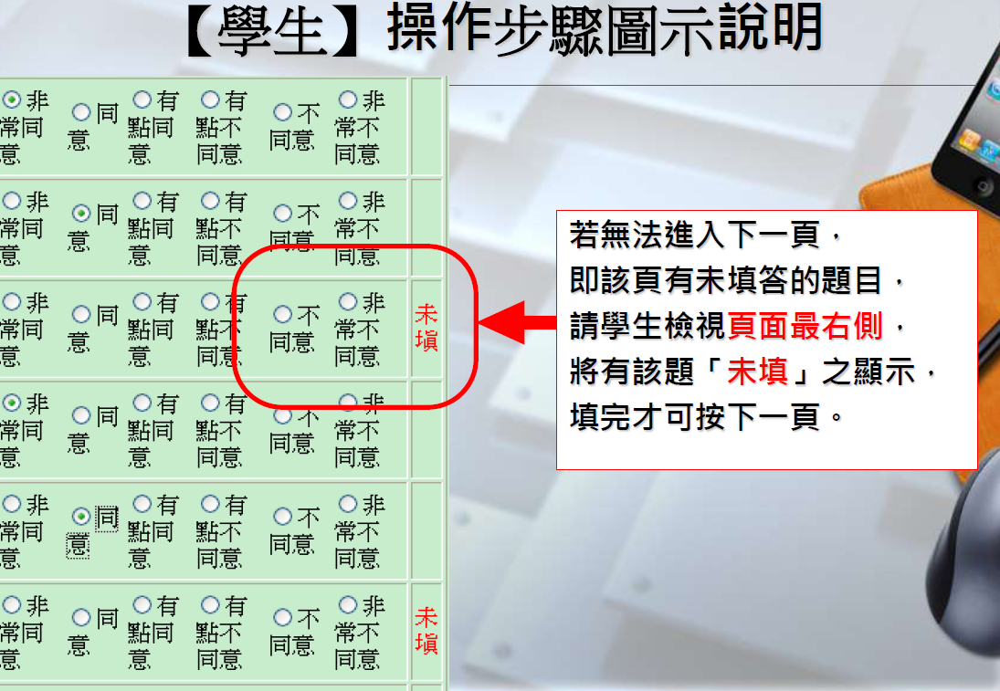 【學生】操作步驟圖示說明
非常同意 同意 有點同意 有點不同意 不同意 非常不同意
非常同意 同意 有點同意 有點不同意 不同意 非常不同意
非常同意 同意 有點同意 有點不同意 不同意 非常不同意 未填
非常同意 同意 有點同意 有點不同意 不同意 非常不同意
非常同意 同意 有點同意 有點不同意 不同意 非常不同意
非常同意 同意 有點同意 有點不同意 不同意 非常不同意 未填
若無法進入下一頁，
即該頁有未填答的題目，
請學生檢視頁面最右側，
將有該題「未填」之顯示，
填完才可按下一頁。